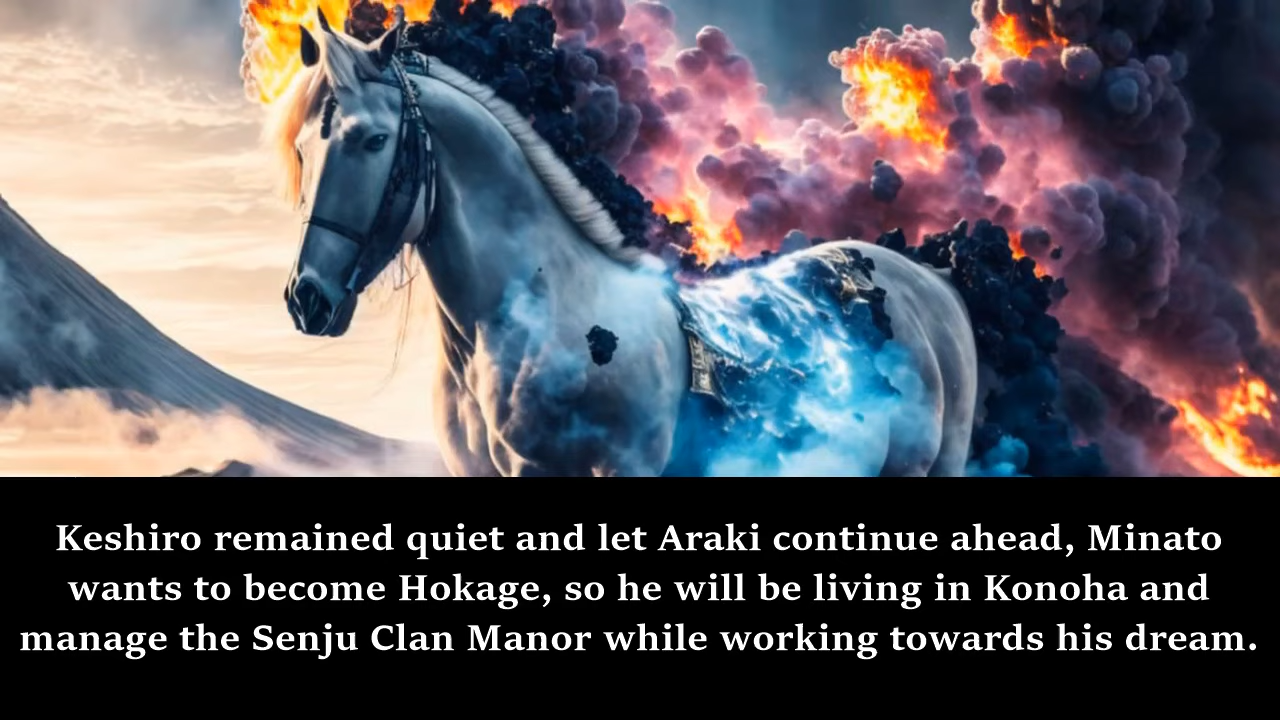 Keshiro remained quiet and let Araki continue ahead, Minato
wants to become Hokage, so he will be living in Konoha and
manage the Senju Clan Manor while working towards his dream.